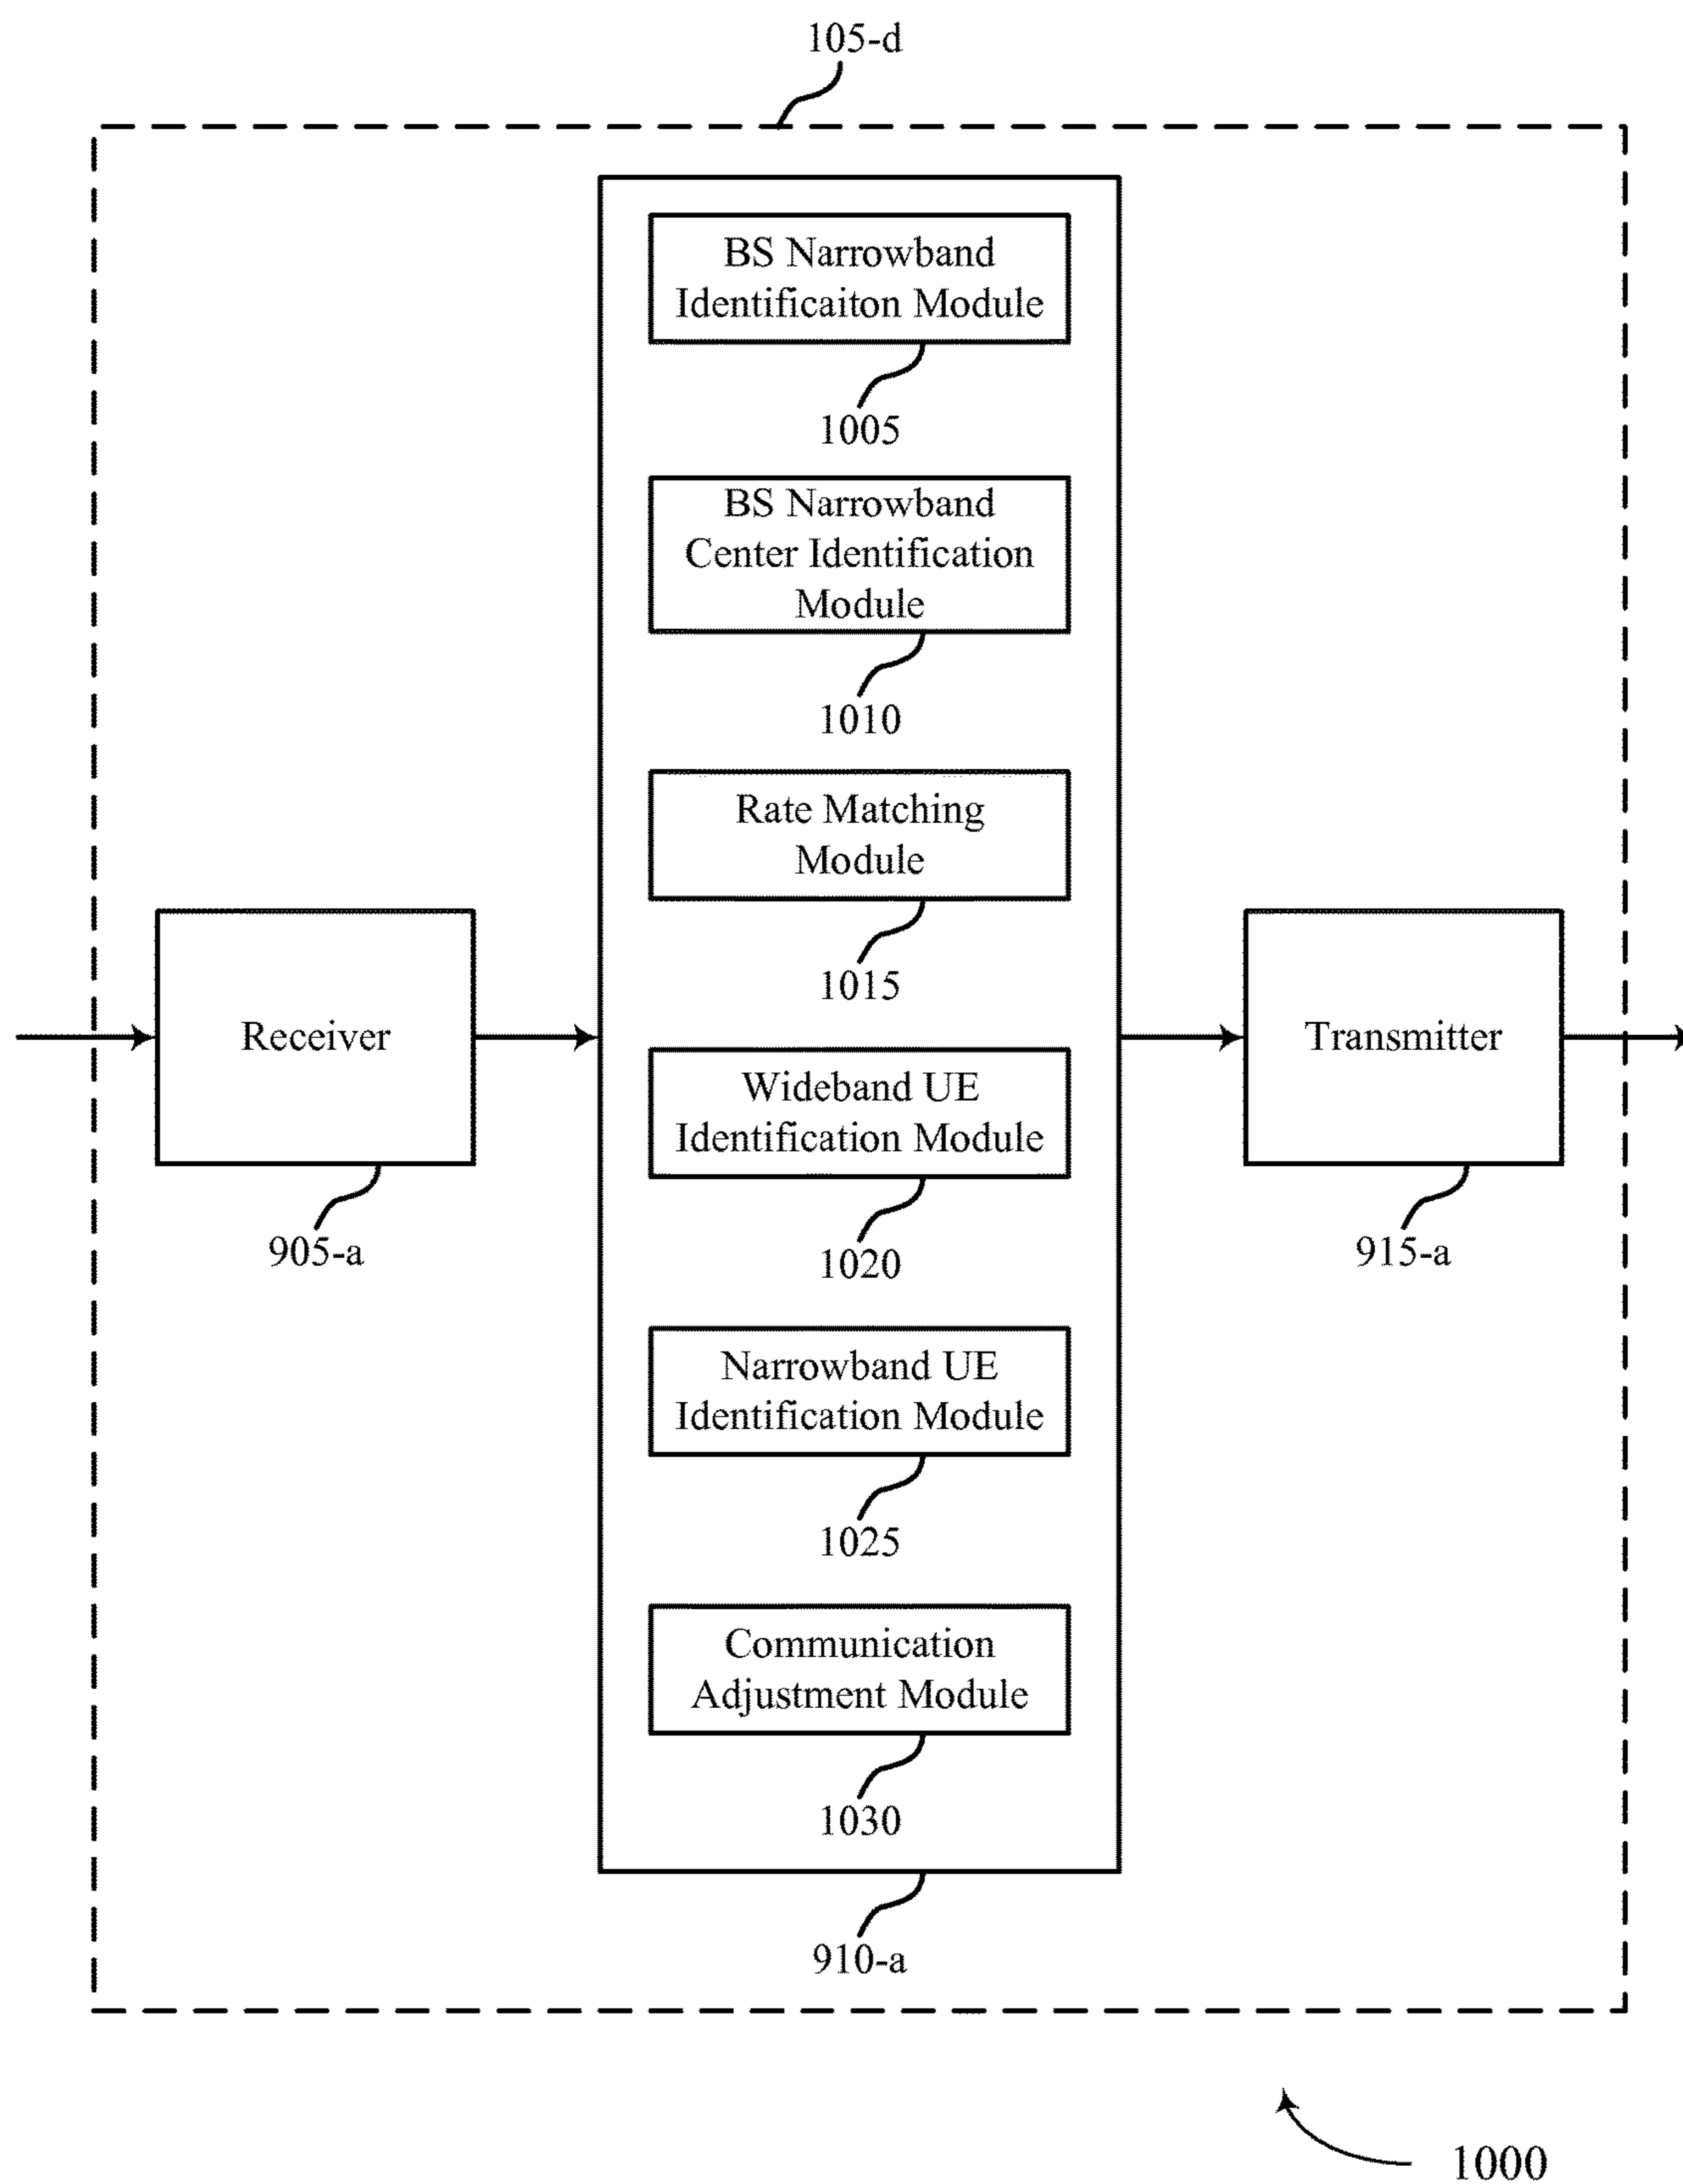 105-d
BS Narrowband
Identificaiton Module
1005
BS Narrowband
Center Identification
Module
1010
Rate Matching
Module
1015
Receiver
Transmitter
Wideband UE
Identification Module
905-a
1020
915-a
Narrowband UE
Identification Module
1025
Communication
Adjustment Module
1030
910-a
1000